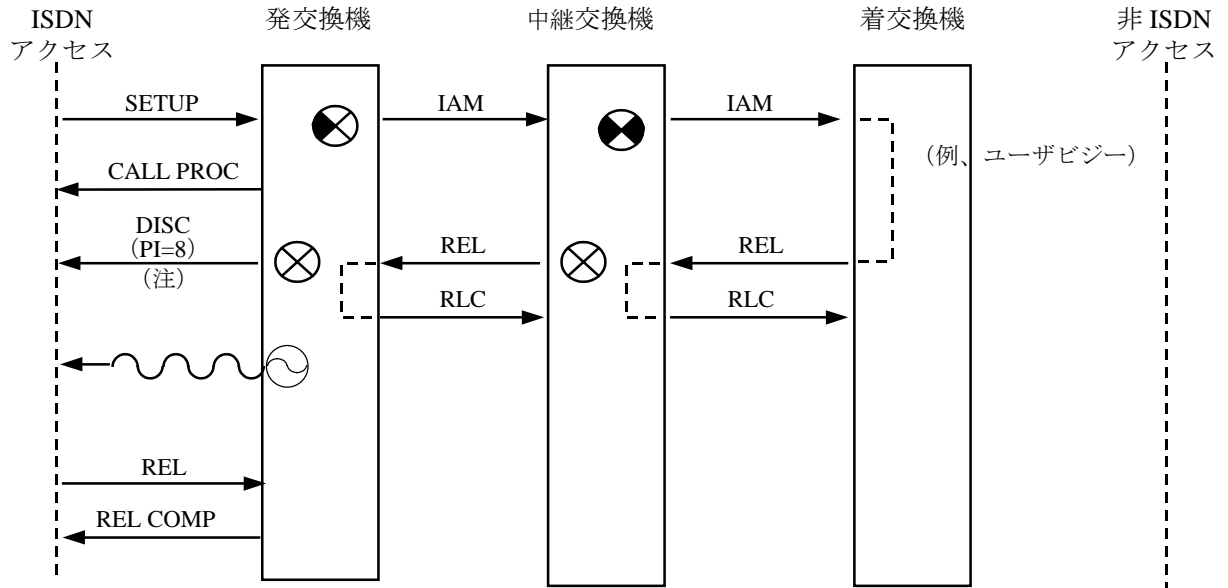 ISDN
アクセス
発交換機
中継交換機
着交換機
非 ISDN
アクセス
SETUP
IAM
IAM
(例、ユーザビジー)
CALL PROC
DISC
(PI=8)
(注)
REL
REL
RLC
RLC
REL
REL COMP